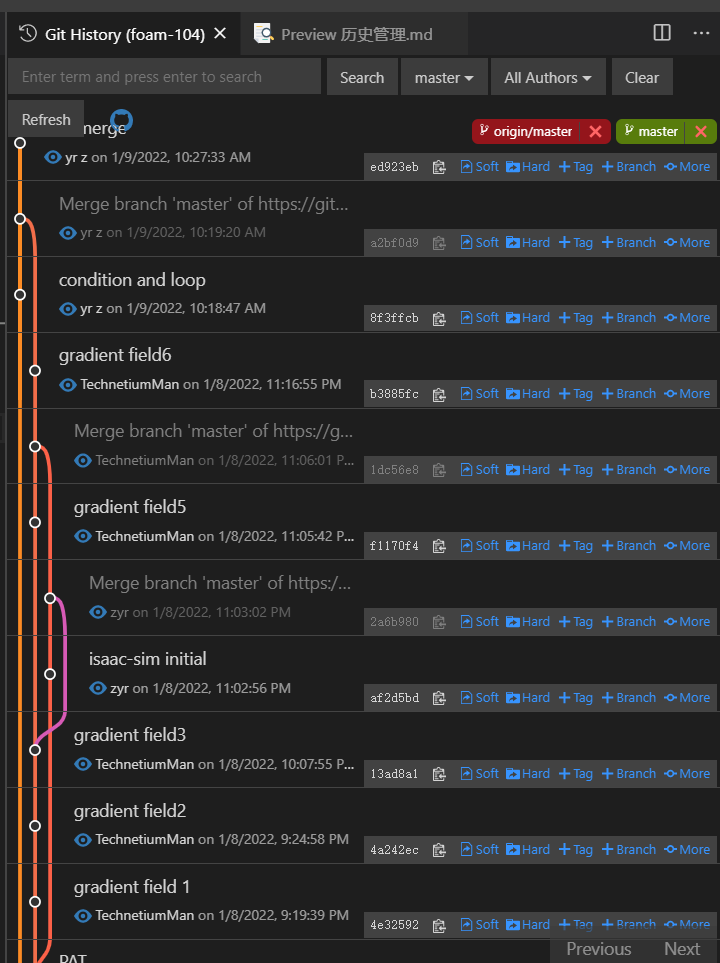 Git History (foam-104)
Preview 历史管理.md
Enter term and press enter to search
Search
master
All Authors
Clear
Refresh
merge
origin/master
master
yr z on 1/9/2022, 10:27:33 AM
ed923eb Soft Hard Tag Branch More
Merge branch 'master' of https://git...
yr z on 1/9/2022, 10:19:20 AM
a2bf0d9 Soft Hard Tag Branch More
condition and loop
yr z on 1/9/2022, 10:18:47 AM
8f3ffcb Soft Hard Tag Branch More
gradient field6
TechnetiumMan on 1/8/2022, 11:16:55 PM
b3885fc Soft Hard Tag Branch More
Merge branch 'master' of https://g...
TechnetiumMan on 1/8/2022, 11:06:01 P...
1dc56e8 Soft Hard Tag Branch More
gradient field5
TechnetiumMan on 1/8/2022, 11:05:42 P...
f1170f4 Soft Hard Tag Branch More
Merge branch 'master' of https:/...
zyr on 1/8/2022, 11:03:02 PM
2a6b980 Soft Hard Tag Branch More
isaac-sim initial
zyr on 1/8/2022, 11:02:56 PM
af2d5bd Soft Hard Tag Branch More
gradient field3
TechnetiumMan on 1/8/2022, 10:07:55 P...
13ad8a1 Soft Hard Tag Branch More
gradient field2
TechnetiumMan on 1/8/2022, 9:24:58 PM
4a242ec Soft Hard Tag Branch More
gradient field 1
TechnetiumMan on 1/8/2022, 9:19:39 PM
4e32592 Soft Hard Tag Branch More
PAT
Previous
Next